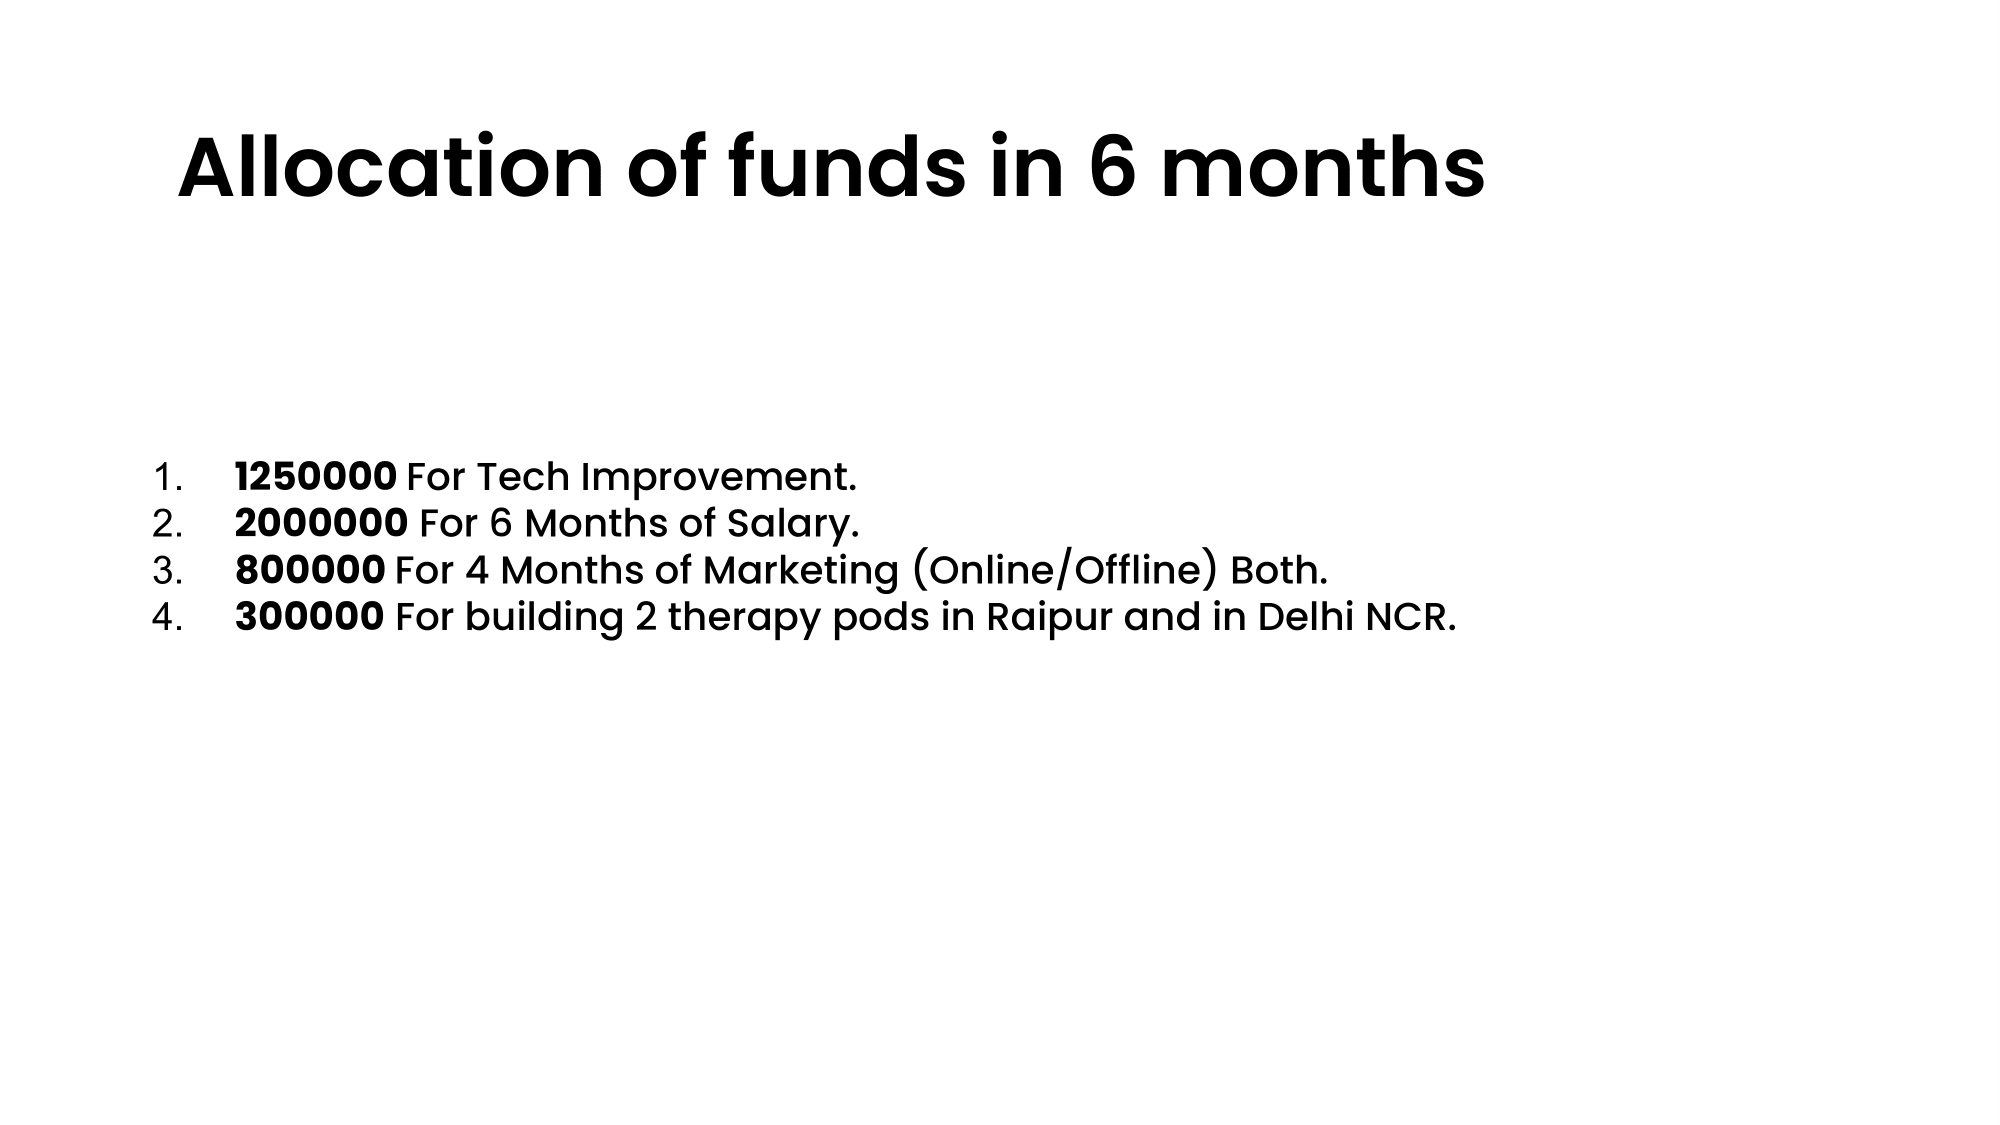 Allocation of funds in 6 months
1. 1250000 For Tech Improvement.
2. 2000000 For 6 Months of Salary.
3. 800000 For 4 Months of Marketing (Online/Offline) Both.
4. 300000 For building 2 therapy pods in Raipur and in Delhi NCR.